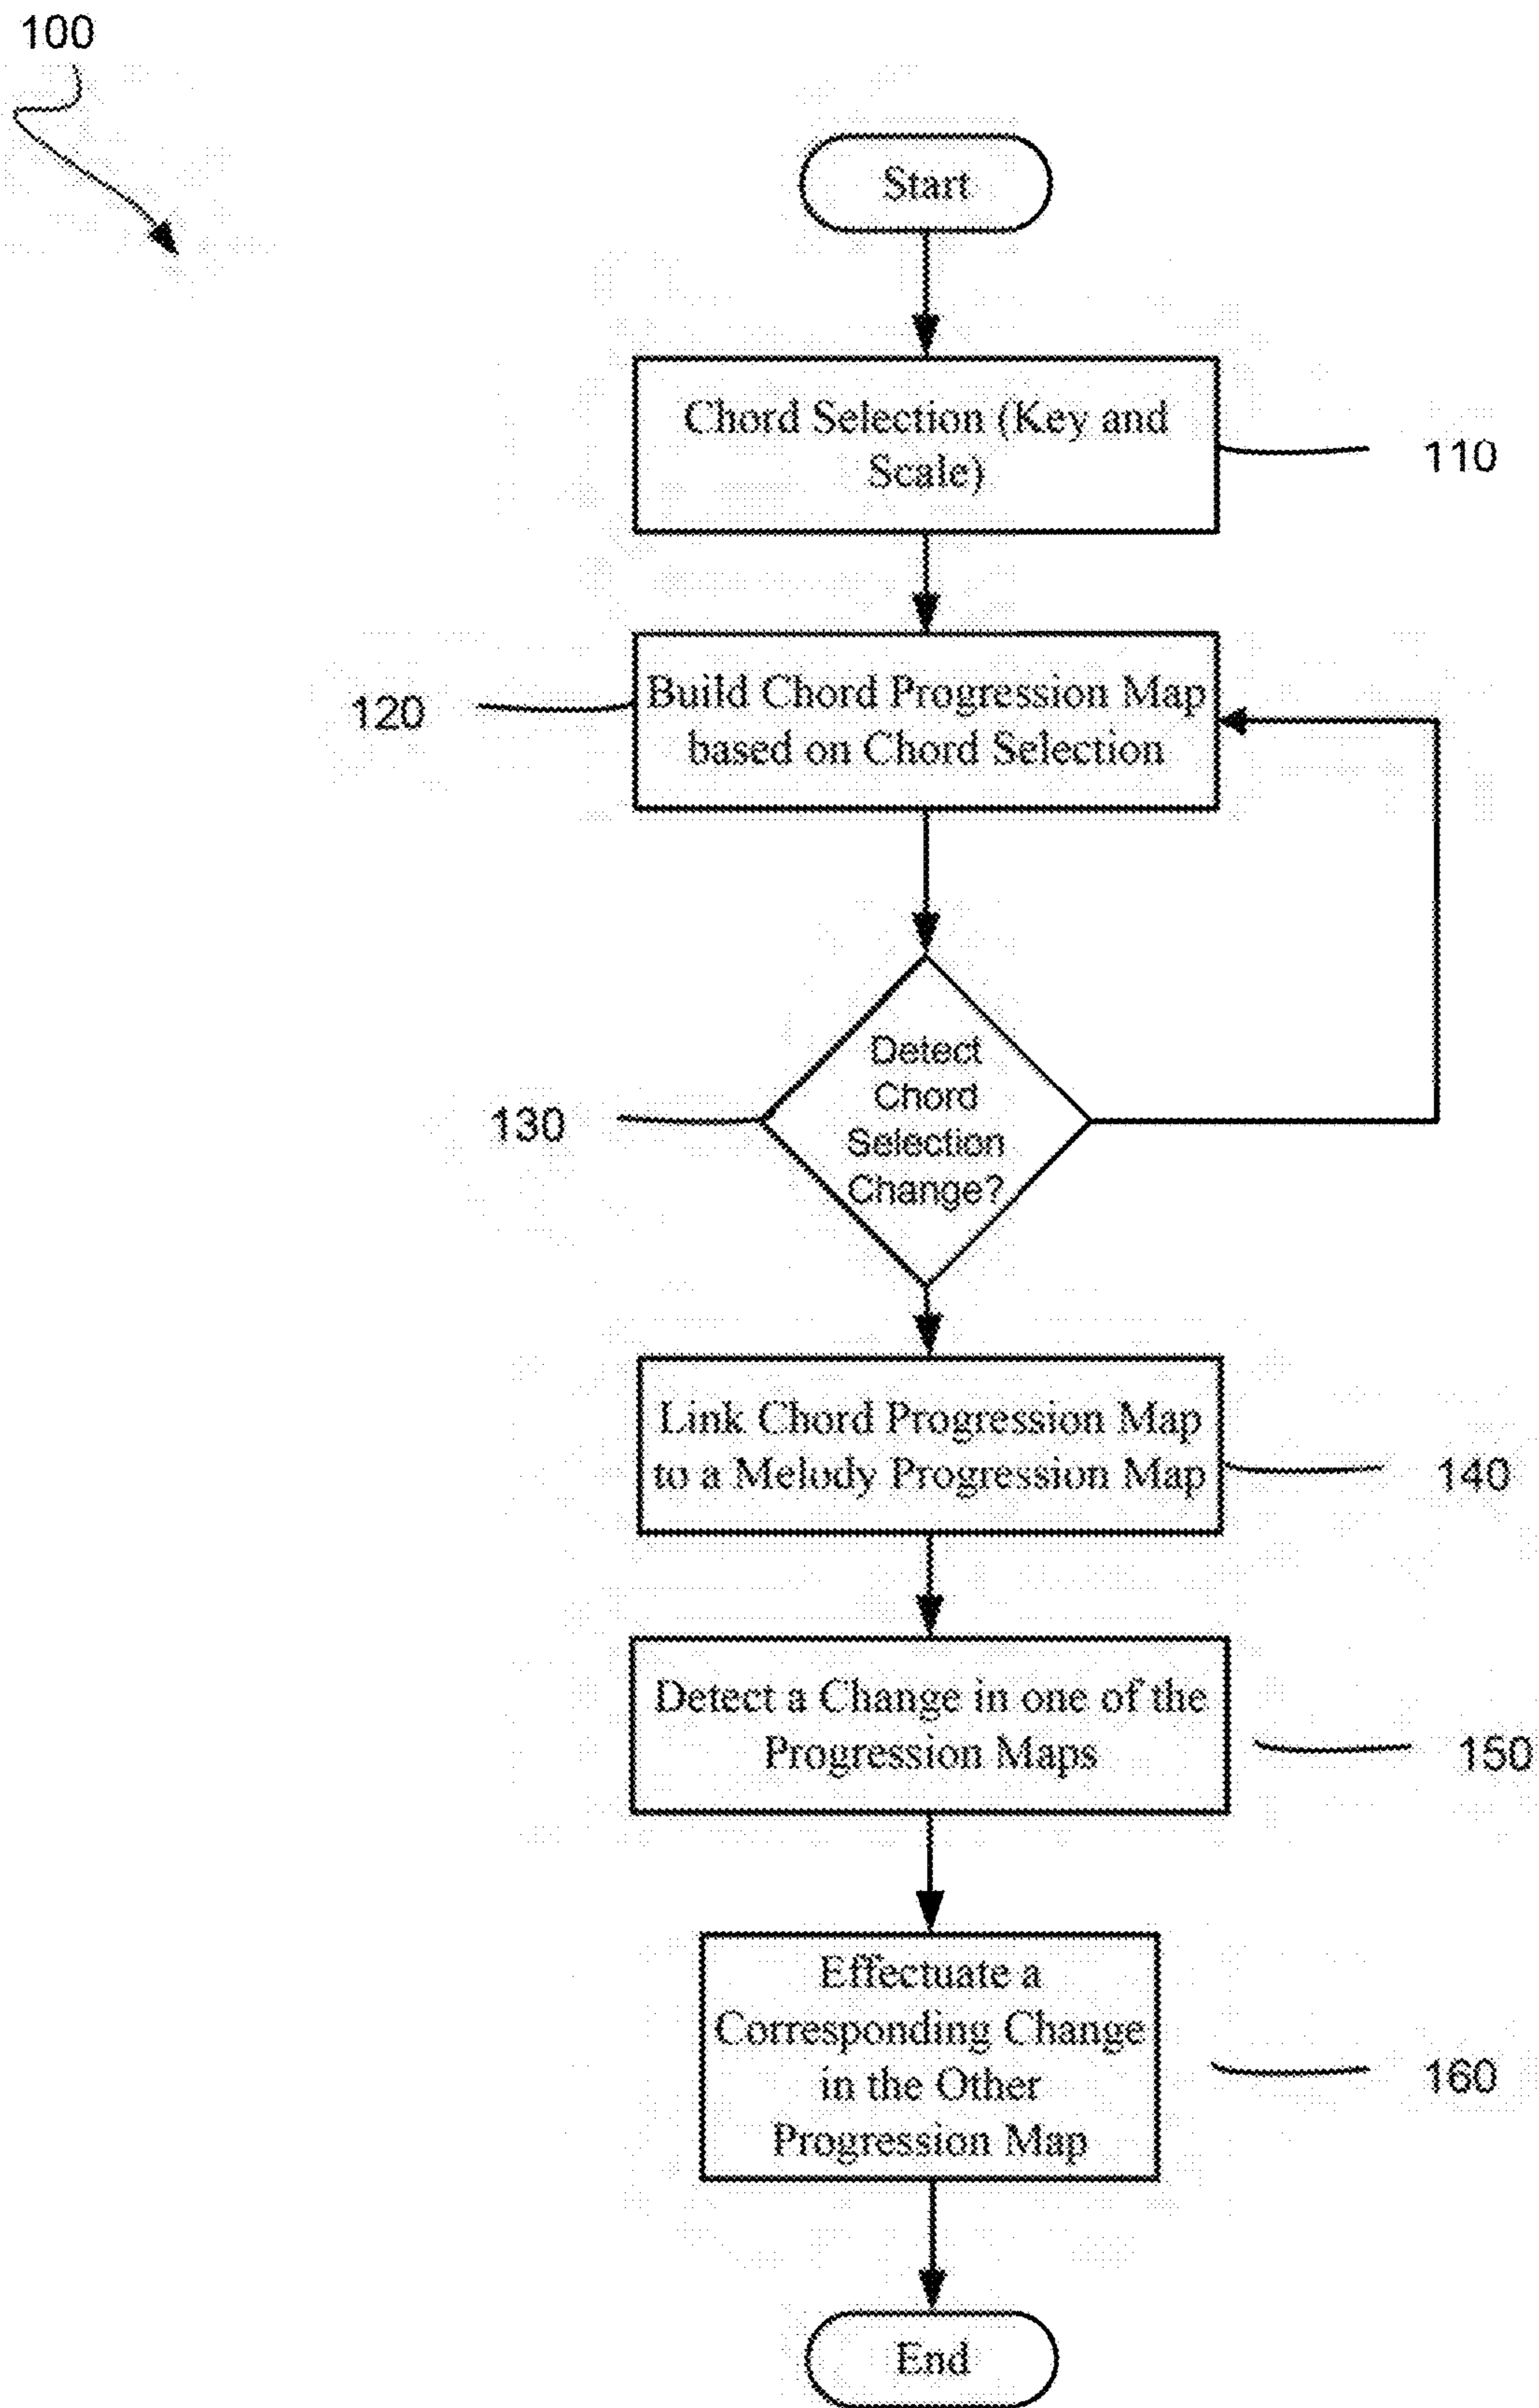 100
Start
Chord Selection (Key and
Scale)
110
Build Chord Progression Map
based on Chord Selection
120
Detect
Chord
Selection
Change?
130
Link Chord Progression Map
to a Melody Progression Map
140
Detect a Change in one of the
Progression Maps
150
Effectuate a
Corresponding Change
in the Other
Progression Map
160
End